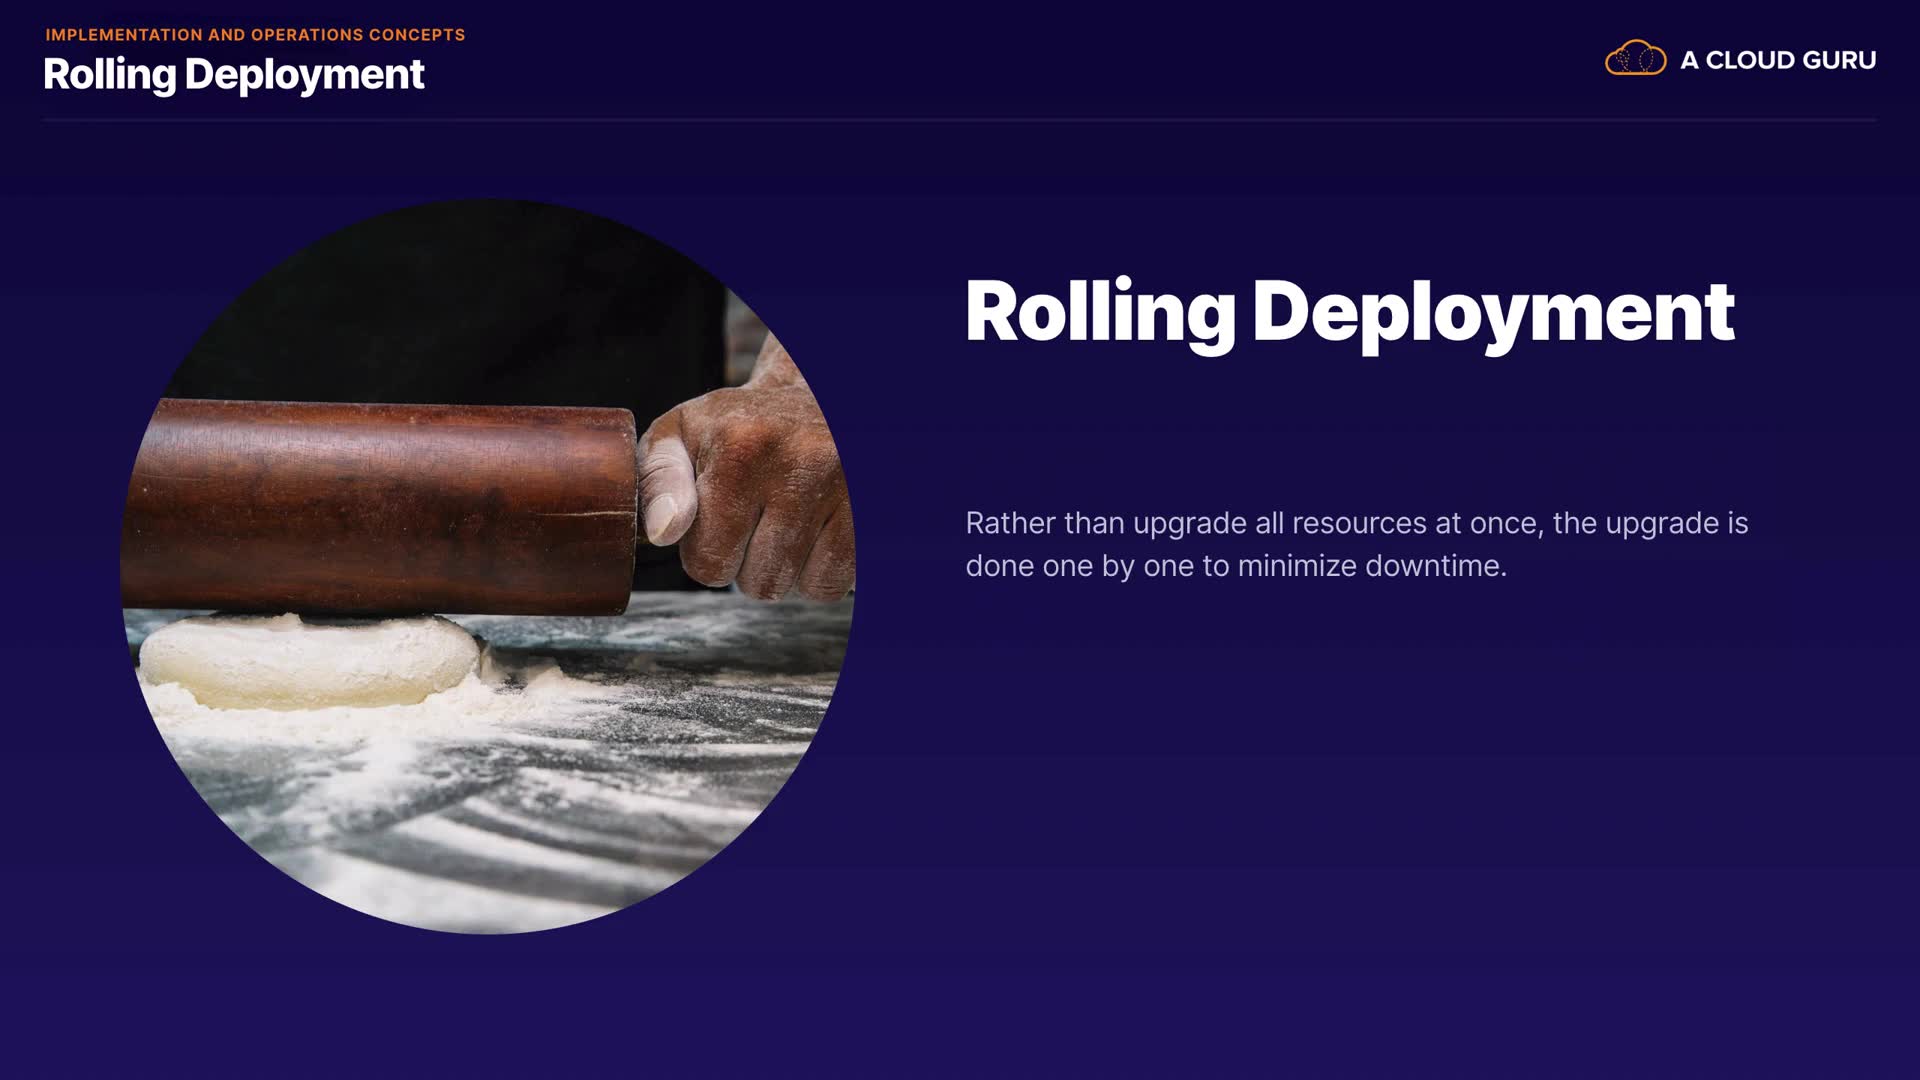 IMPLEMENTATION AND OPERATIONS CONCEPTS
Rolling Deployment
A CLOUD GURU
Rolling Deployment
Rather than upgrade all resources at once, the upgrade is
done one by one to minimize downtime.